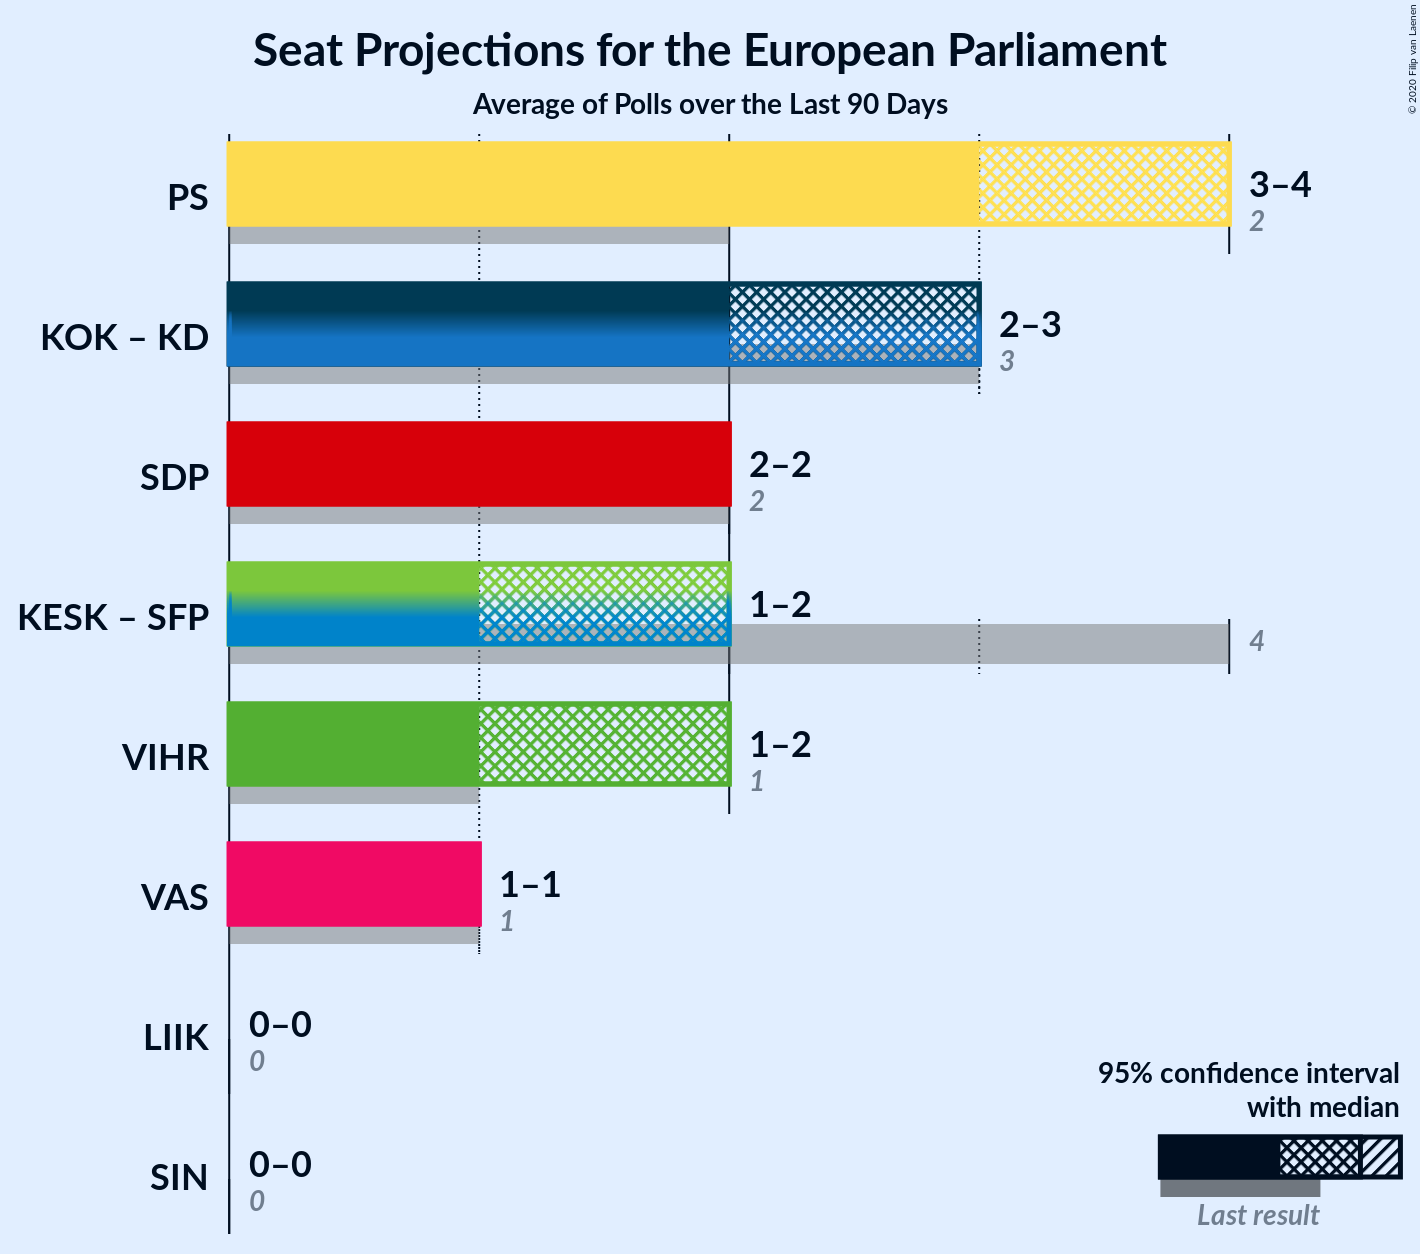 Seat Projections for the European Parliament
Average of Polls over the Last 90 Days
© 2020 Filip van Laenen
PS
3–4
2
KOK – KD
2–3
3
SDP
2–2
2
KESK – SFP
1–2
4
VIHR
1–2
1
VAS
1–1
1
LIIK
0–0
0
SIN
0–0
0
95% confidence interval
with median
Last result